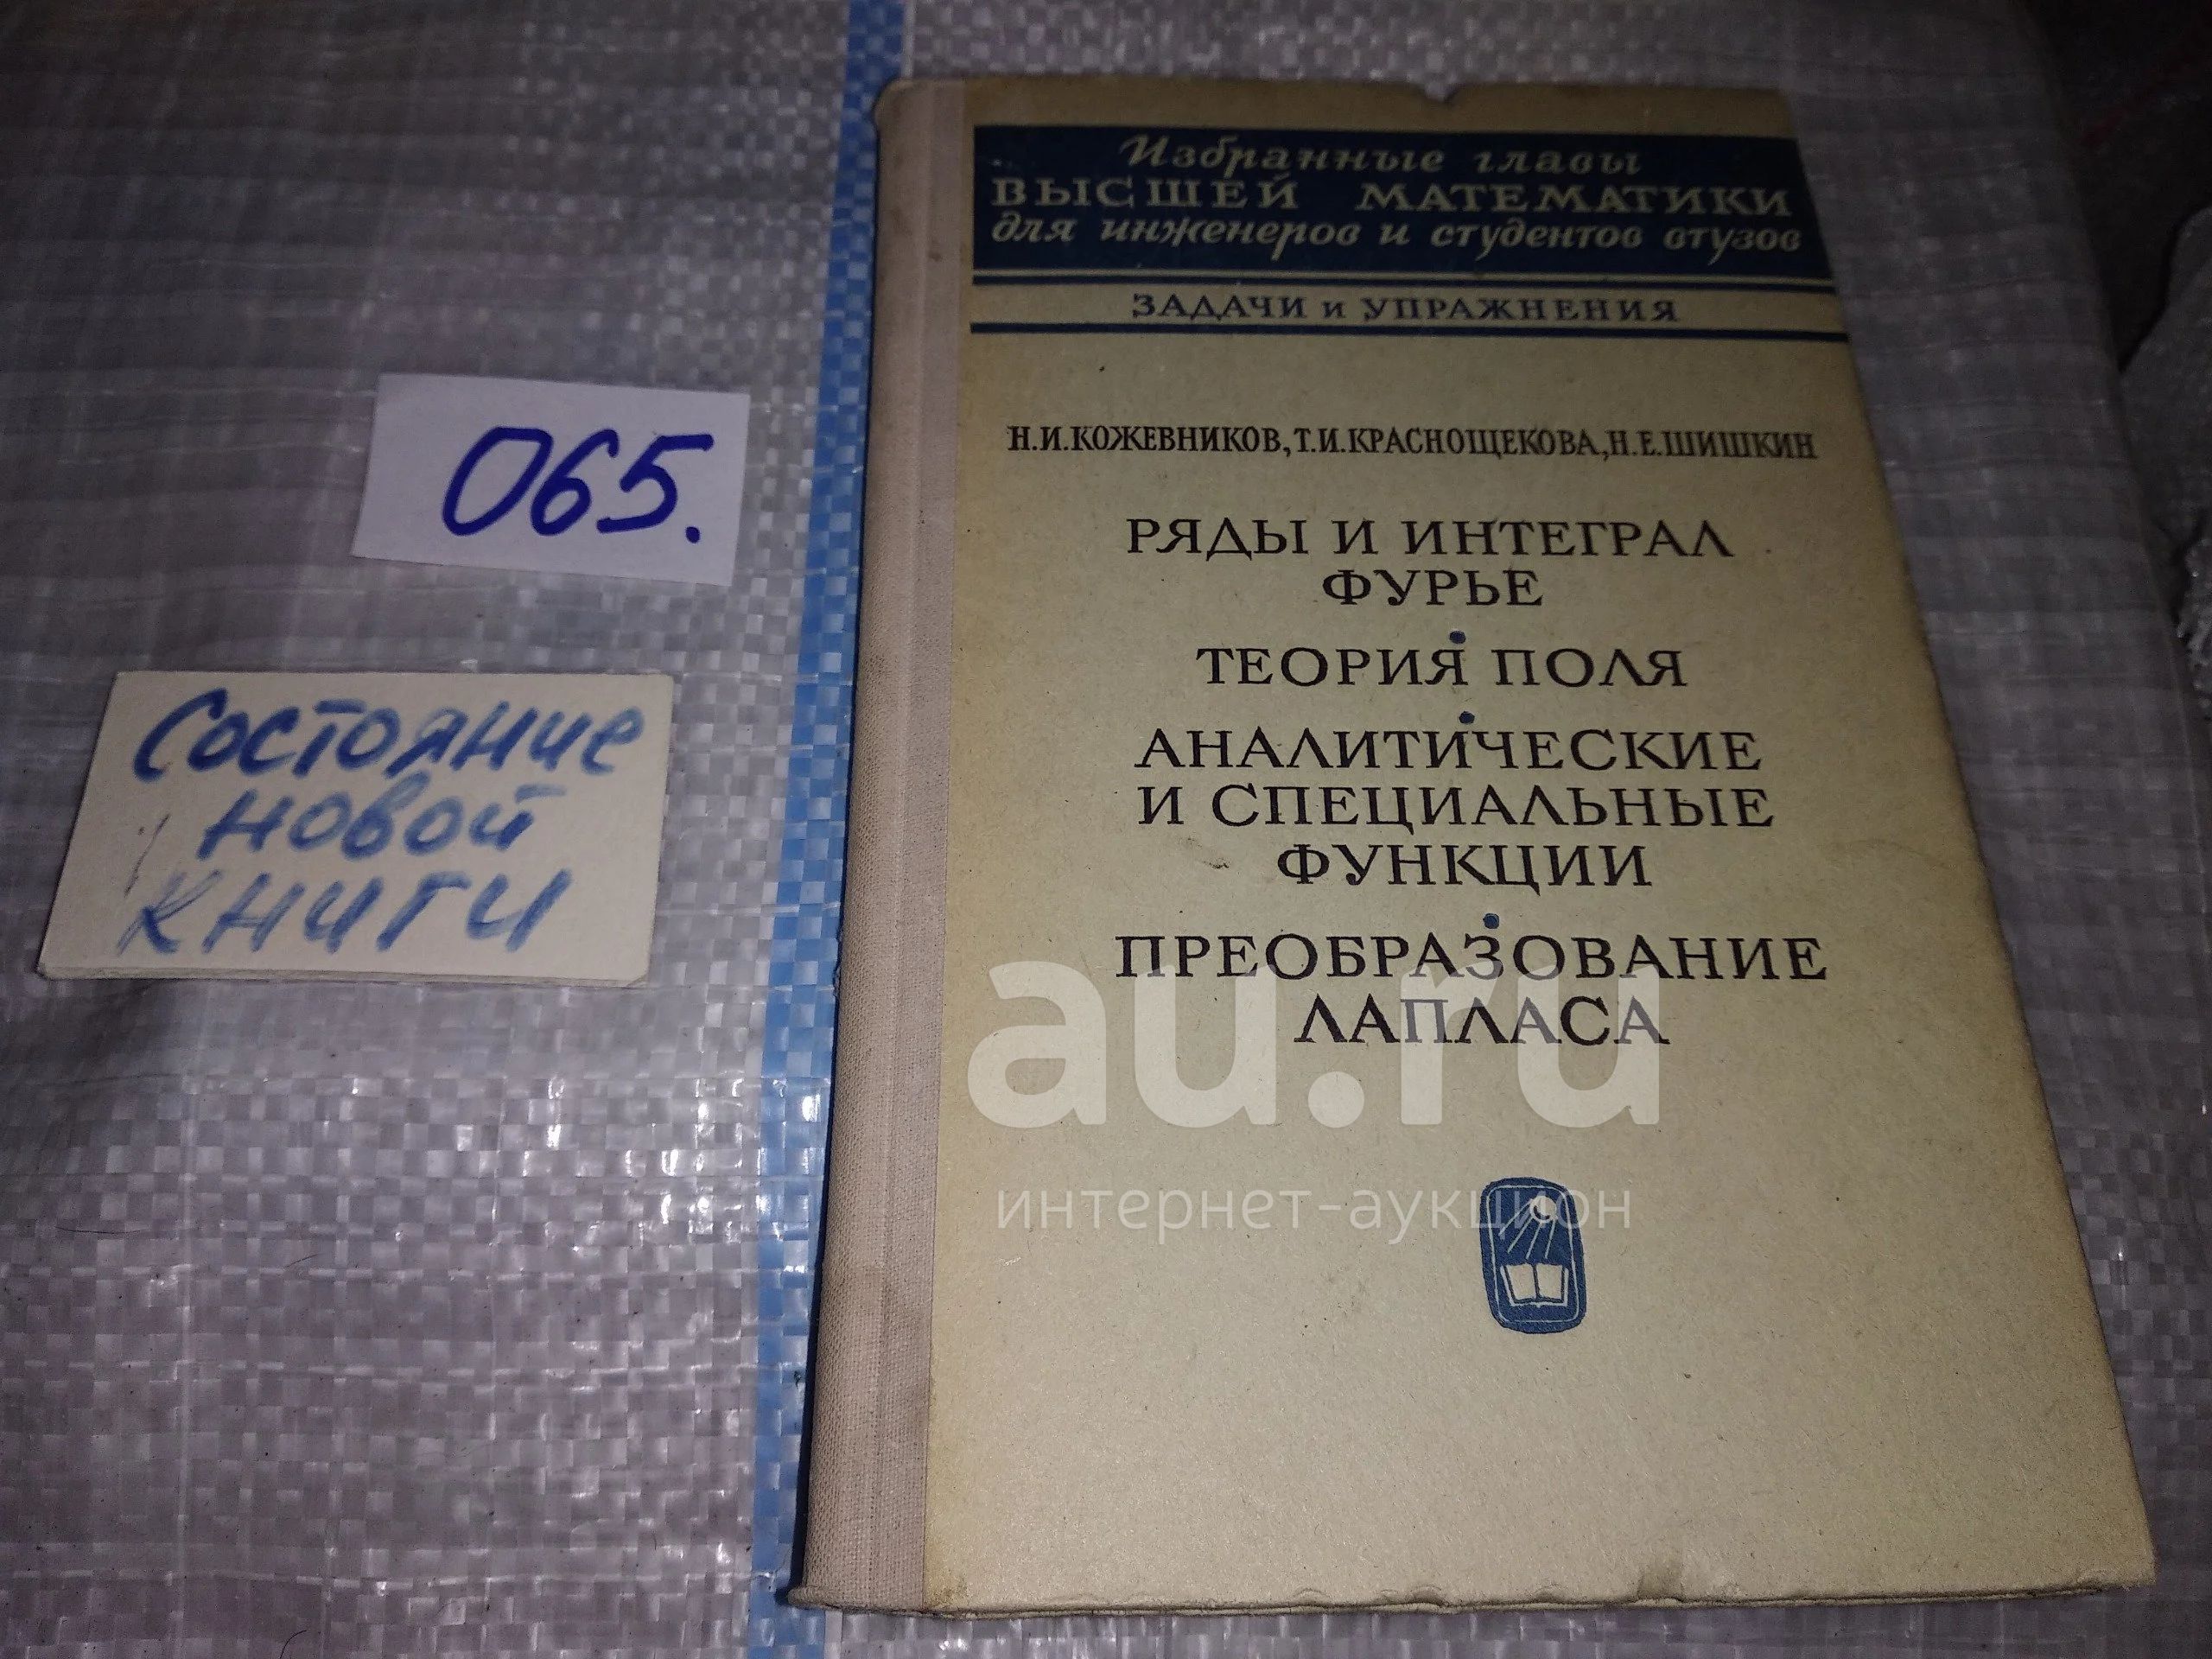 Избранные главы
ВЫСШЕЙ МАТЕМАТИКИ
для инженеров и студентов втузов
ЗАДАЧИ и УПРАЖНЕНИЯ
Н.И.КОЖЕВНИКОВ, Т.И.КРАСНОЩЕКОВА, Н.Е.ШИШКИН
РЯДЫ И ИНТЕГРАЛ
ФУРЬЕ
ТЕОРИЯ ПОЛЯ
АНАЛИТИЧЕСКИЕ
И СПЕЦИАЛЬНЫЕ
ФУНКЦИИ
ПРЕОБРАЗОВАНИЕ
ЛАПЛАСА
065.
Состояние
новой
книги
au.ru
интернет-аукцион